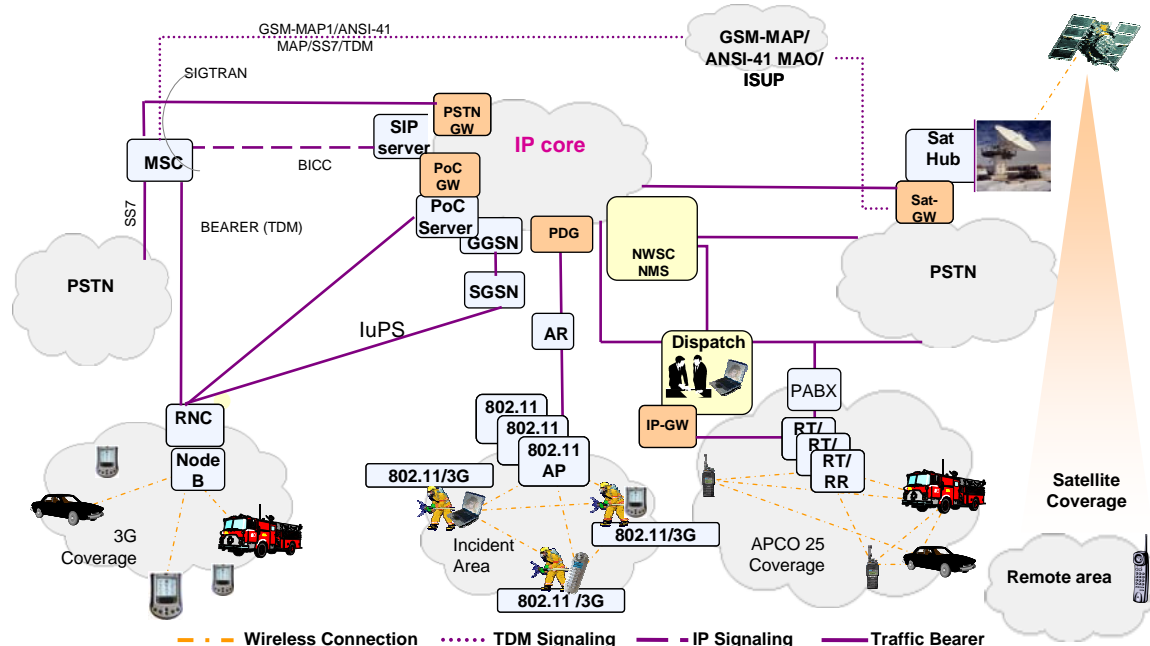 GSM-MAP1/ANSI-41
MAP/SS7/TDM
GSM-MAP/
ANSI-41 MAO/
ISUP
SIGTRAN
PSTN
GW
SIP
server
IP core
MSC
BICC
PoC
GW
PoC
Server
Sat
Hub
Sat-
GW
SS7
BEARER (TDM)
GGSN
PDG
NWSC
NMS
PSTN
PSTN
SGSN
IuPS
AR
Dispatch
PABX
RNC
802.11
802.11
802.11
AP
IP-GW
RT/
RT/
RT/
RR
Node
B
802.11/3G
Satellite
Coverage
3G
Coverage
Incident
Area
802.11/3G
APCO 25
Coverage
802.11 /3G
Remote area
Wireless Connection
TDM Signaling
IP Signaling
Traffic Bearer